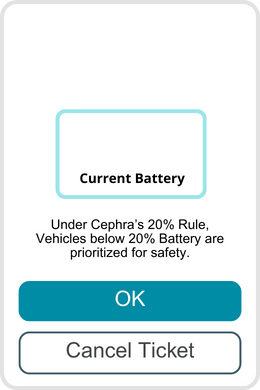 Current Battery
Under Cephra's 20% Rule,
Vehicles below 20% Battery are
prioritized for safety.
OK
Cancel Ticket